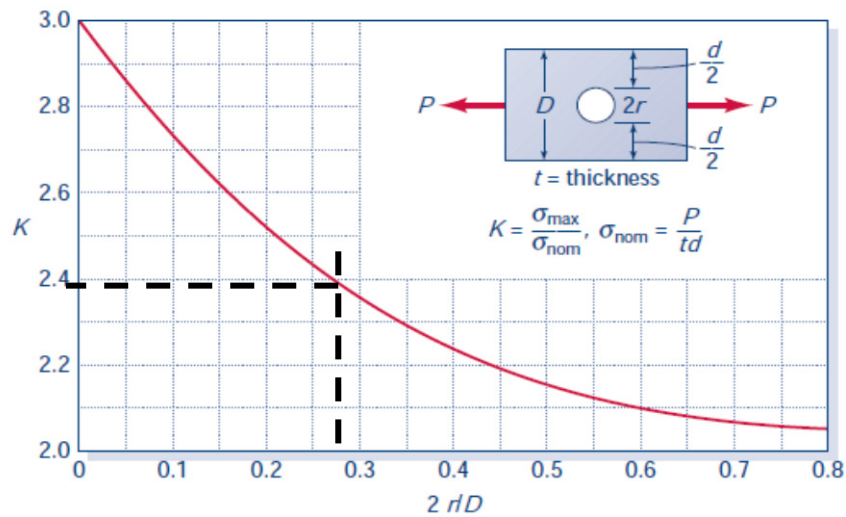 3.0
2.8
2.6
2.4
2.2
2.0
K
0
0.1
0.2
0.3
0.4
0.5
0.6
0.7
0.8
2 r/D
P
D
2r
d/2
d/2
P
t = thickness
K = σmax/σnom, σnom = P/td